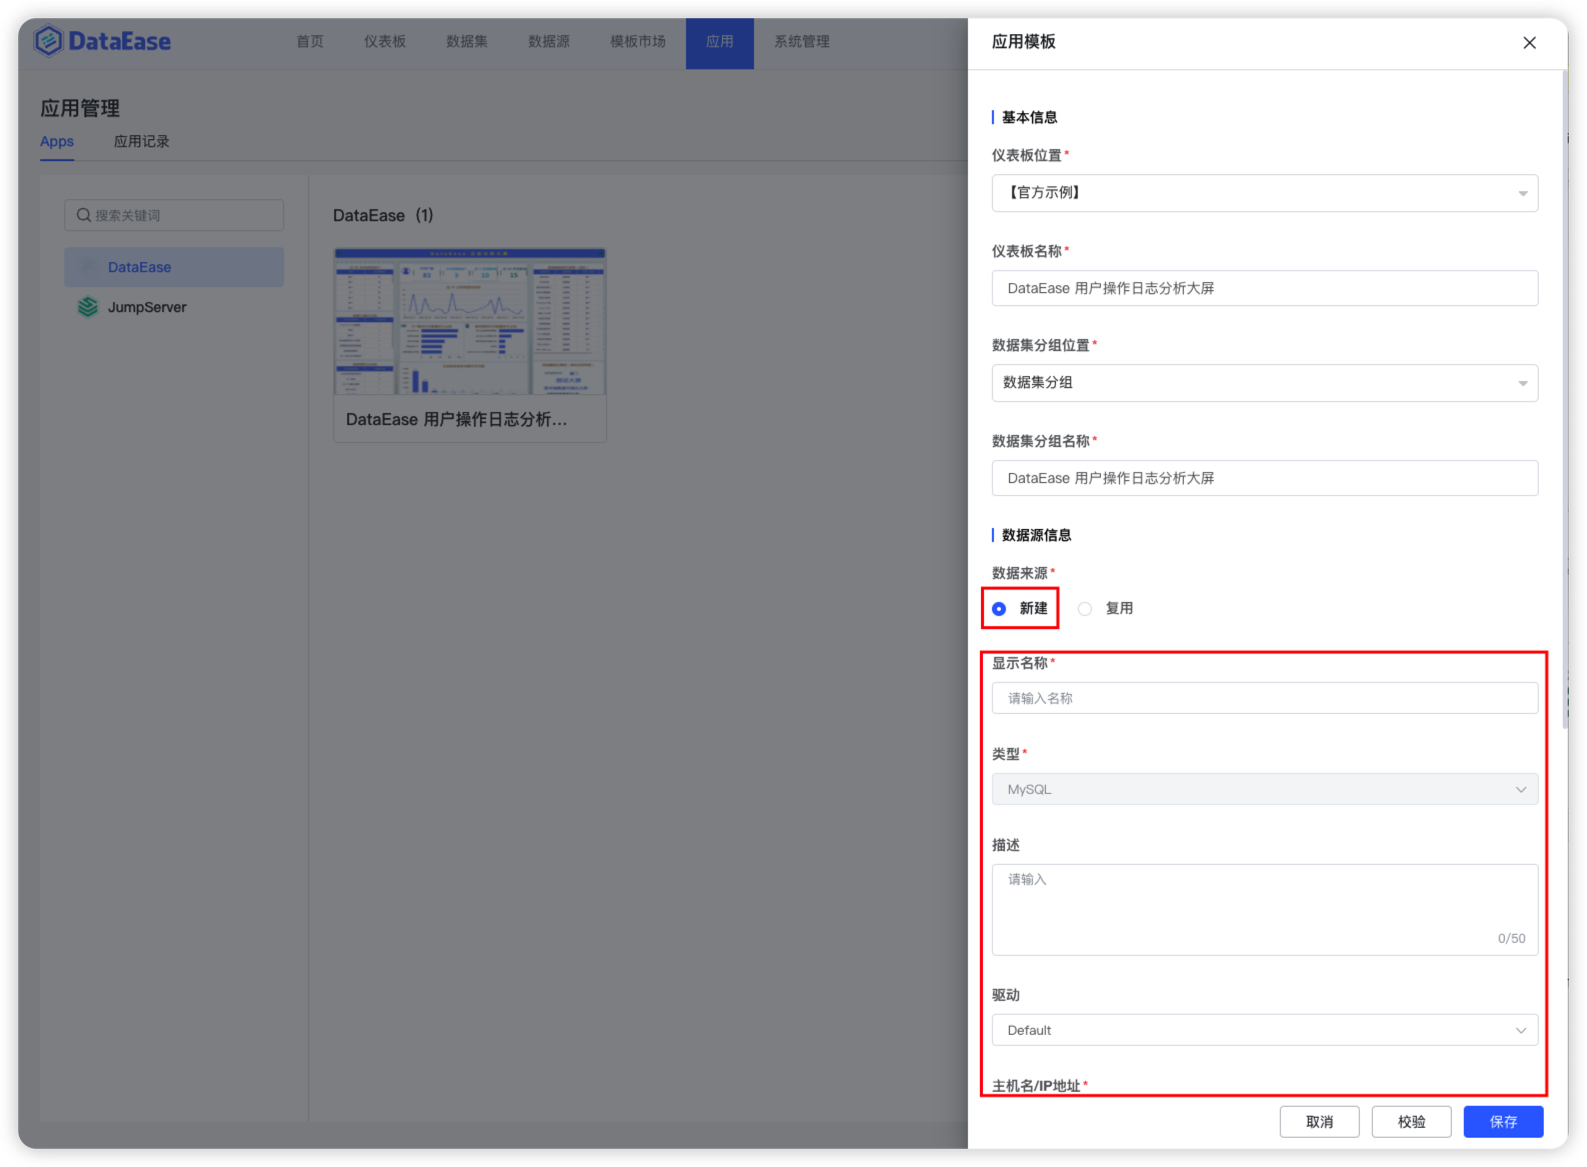 DataEase
首页
仪表板
数据集
数据源
模板市场
应用
系统管理
应用管理
Apps
应用记录
搜索关键词
DataEase
JumpServer
DataEase (1)
DataEase 用户操作日志分析...
应用模板
基本信息
仪表板位置*
【官方示例】
仪表板名称*
DataEase 用户操作日志分析大屏
数据集分组位置*
数据集分组
数据集分组名称*
DataEase 用户操作日志分析大屏
数据源信息
数据来源*
新建
复用
显示名称*
请输入名称
类型*
MySQL
描述
请输入
0/50
驱动
Default
主机名/IP地址*
取消
校验
保存